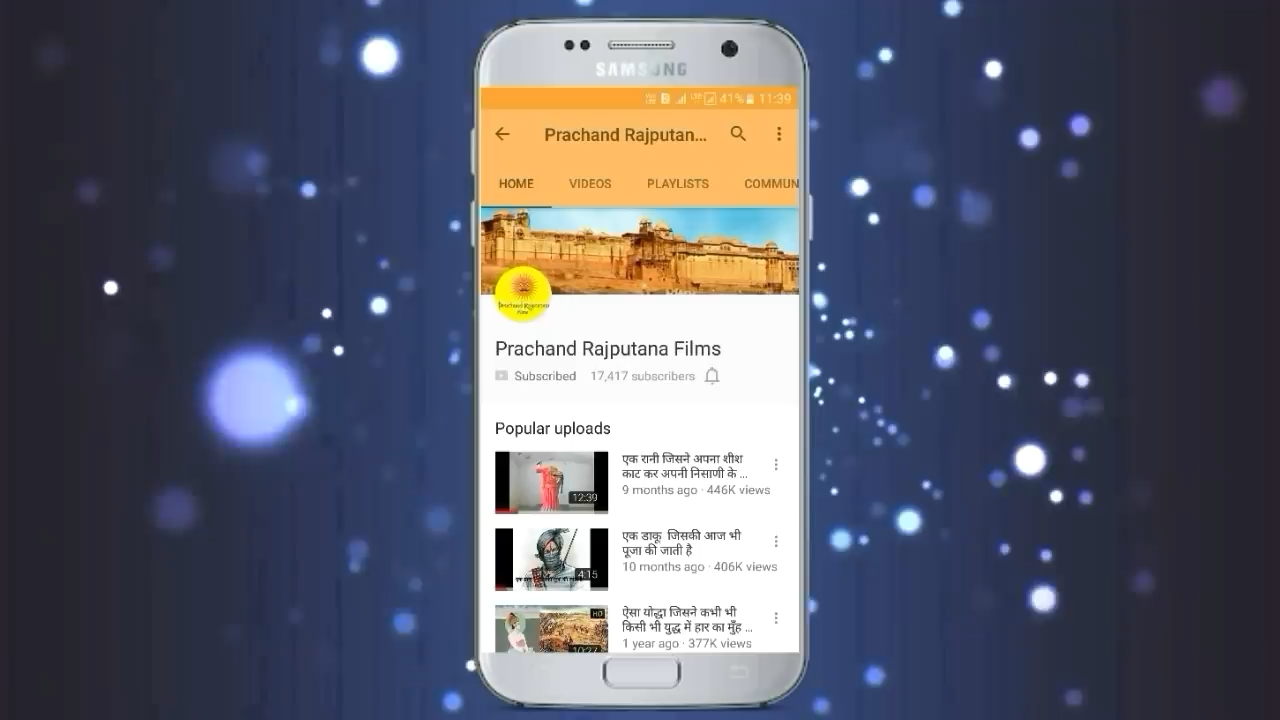 SAMSUNG
41% 11:39
Prachand Rajputan...
HOME VIDEOS PLAYLISTS COMMUN
Prachand Rajputana Films
Subscribed 17,417 subscribers
Popular uploads
एक रानी जिसने अपना शीश
काट कर अपनी निसाणी के ...
9 months ago · 446K views
12:39
एक डाकू जिसकी आज भी
पूजा की जाती है
10 months ago · 406K views
4:15
HD
ऐसा योद्धा जिसने कभी भी
किसी भी युद्ध में हार का मुँह ...
1 year ago · 377K views
10:27